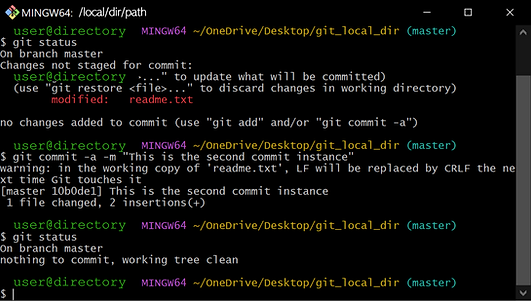 MINGW64: /local/dir/path
user@directory MINGW64 ~/OneDrive/Desktop/git_local_dir (master)
$ git status
On branch master
Changes not staged for commit:
user@directory ..." to update what will be committed)
(use "git restore <file>..." to discard changes in working directory)
modified: readme.txt
no changes added to commit (use "git add" and/or "git commit -a")
user@directory MINGW64 ~/OneDrive/Desktop/git_local_dir (master)
$ git commit -a -m "This is the second commit instance"
warning: in the working copy of 'readme.txt', LF will be replaced by CRLF the ne
xt time Git touches it
[master 10b0de1] This is the second commit instance
1 file changed, 2 insertions(+)
user@directory MINGW64 ~/OneDrive/Desktop/git_local_dir (master)
$ git status
On branch master
nothing to commit, working tree clean
user@directory MINGW64 ~/OneDrive/Desktop/git_local_dir (master)
$